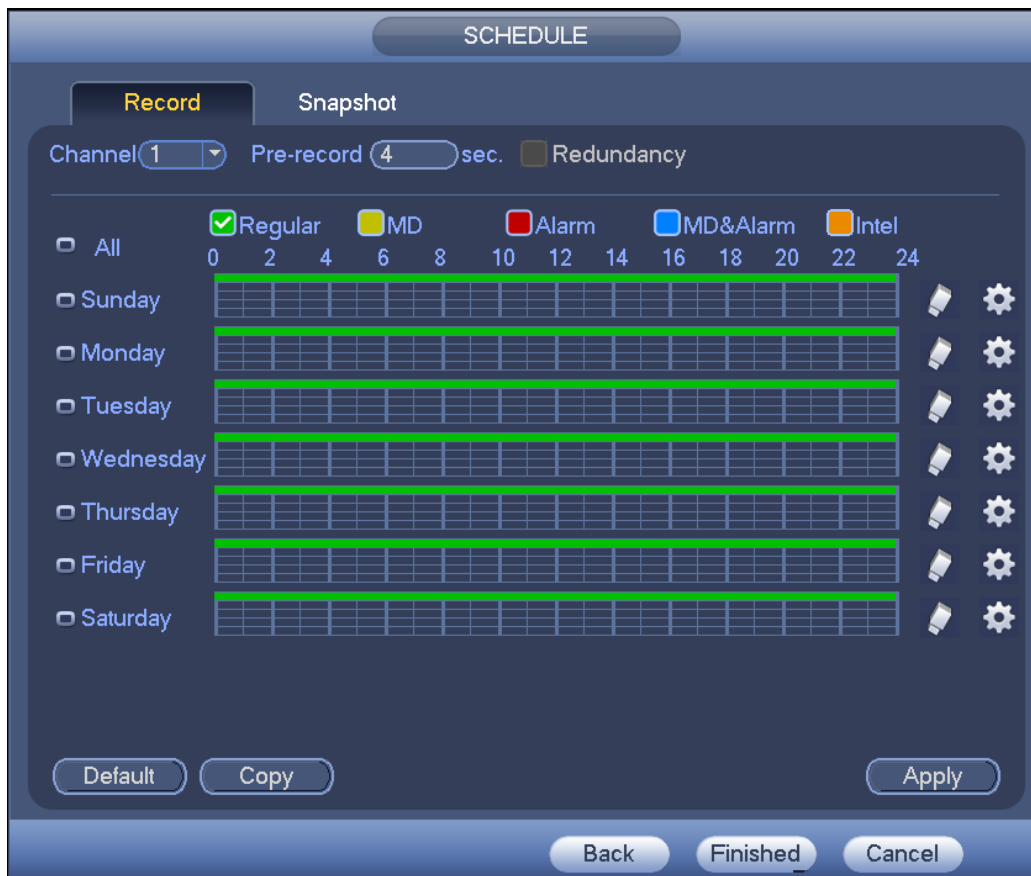 SCHEDULE
Record Snapshot
Channel 1 Pre-record 4 sec. Redundancy
Regular MD Alarm MD&Alarm Intel
All
0 2 4 6 8 10 12 14 16 18 20 22 24
Sunday
Monday
Tuesday
Wednesday
Thursday
Friday
Saturday
Default Copy Apply
Back Finished Cancel